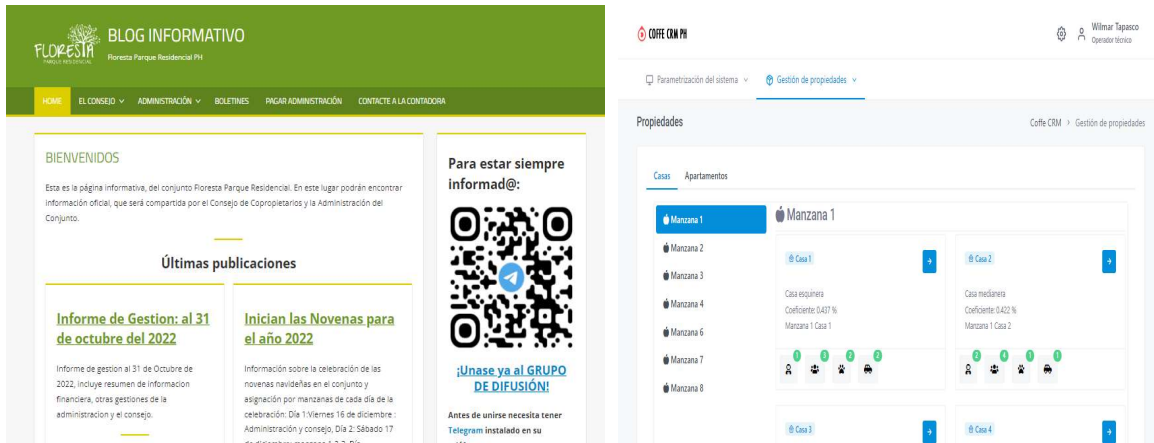 FLORESTA
PARQUE RESIDENCIAL
BLOG INFORMATIVO
Floresta Parque Residencial PH
HOME EL CONSEJO ADMINISTRACIÓN BOLETINES PAGAR ADMINISTRACIÓN CONTACTE A LA CONTADORA
BIENVENIDOS
Esta es la página informativa, del conjunto Floresta Parque Residencial. En este lugar podrán encontrar
información oficial, que será compartida por el Consejo de Copropietarios y la Administración del
Conjunto.
Últimas publicaciones
Informe de Gestion: al 31
de octubre del 2022
Informe de gestion al 31 de Octubre de
2022, incluye resumen de informacion
financiera, otras gestiones de la
administracion y el consejo.
Inician las Novenas para
el año 2022
Información sobre la celebración de las
novenas navideñas en el conjunto y
asignación por manzanas de cada día de la
celebración: Día 1:Viernes 16 de diciembre :
Administración y consejo, Día 2: Sábado 17
Para estar siempre
informad@:
¡Unase ya al GRUPO
DE DIFUSIÓN!
Antes de unirse necesita tener
Telegram instalado en su
COFFE CRM PH
Wilmar Tapasco
Operador técnico
Parametrización del sistema
Gestión de propiedades
Propiedades
Coffe CRM > Gestión de propiedades
Casas Apartamentos
Manzana 1
Manzana 2
Manzana 3
Manzana 4
Manzana 6
Manzana 7
Manzana 8
Manzana 1
Casa 1
Casa esquinera
Coeficiente: 0.437 %
Manzana 1 Casa 1
1 3 2 2
Casa 2
Casa medianera
Coeficiente: 0.422 %
Manzana 1 Casa 2
2 4 1 1
Casa 3
Casa 4